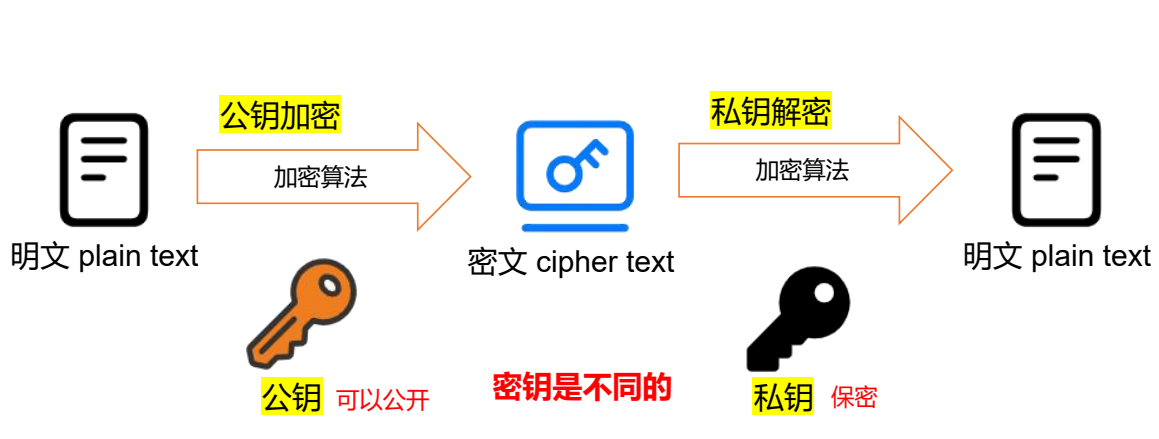 公钥加密
私钥解密
加密算法
加密算法
明文 plain text
密文 cipher text
明文 plain text
密钥是不同的
公钥 可以公开
私钥 保密